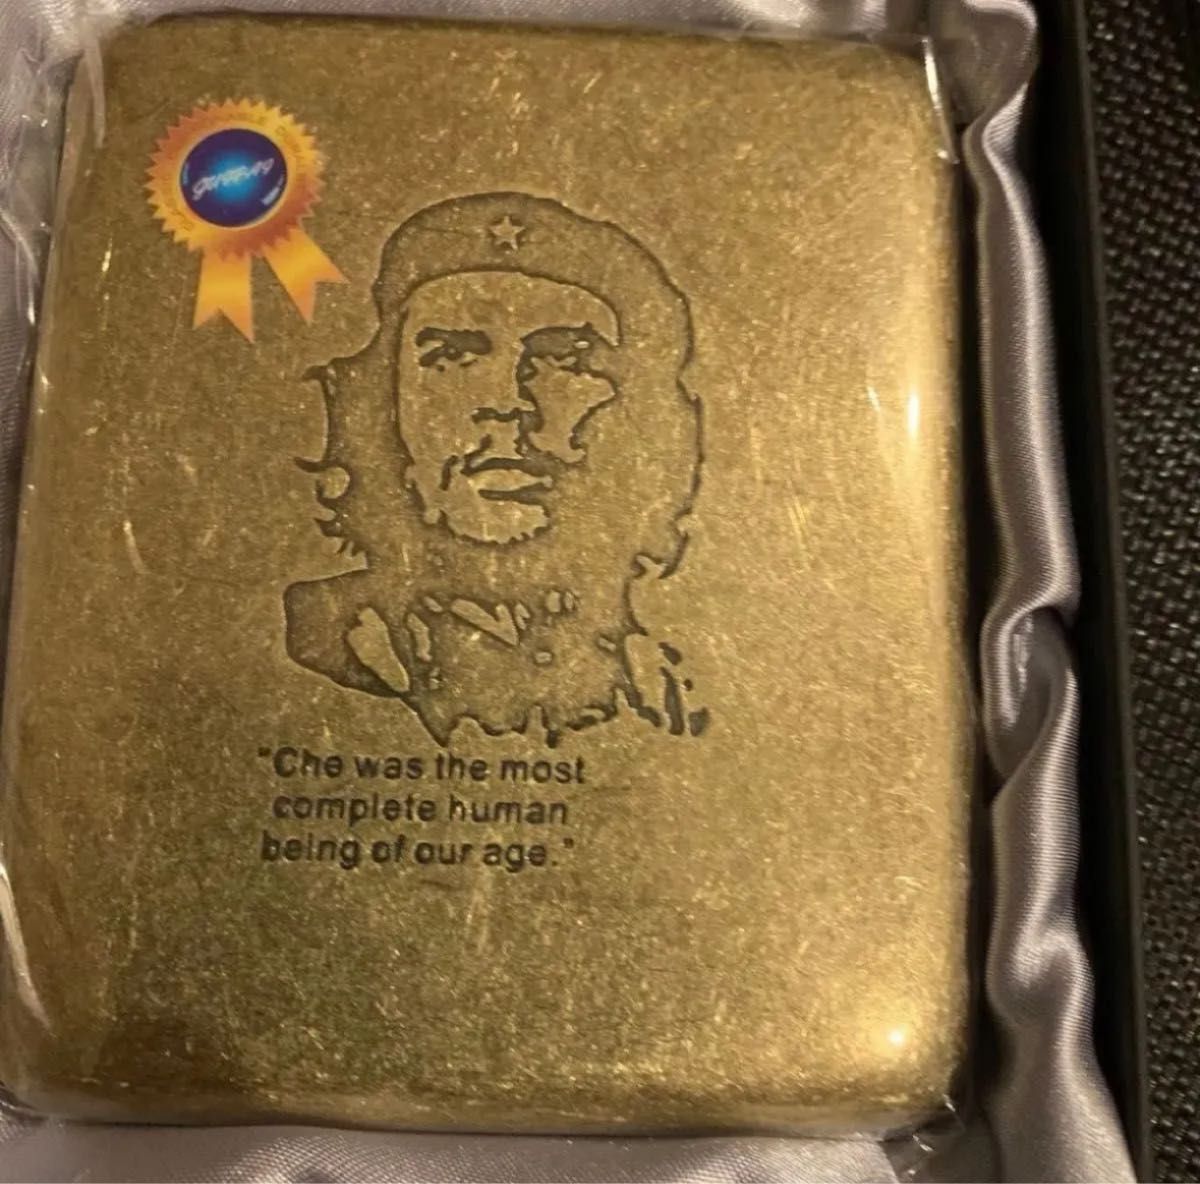 "Che was the most
complete human
being of our age."